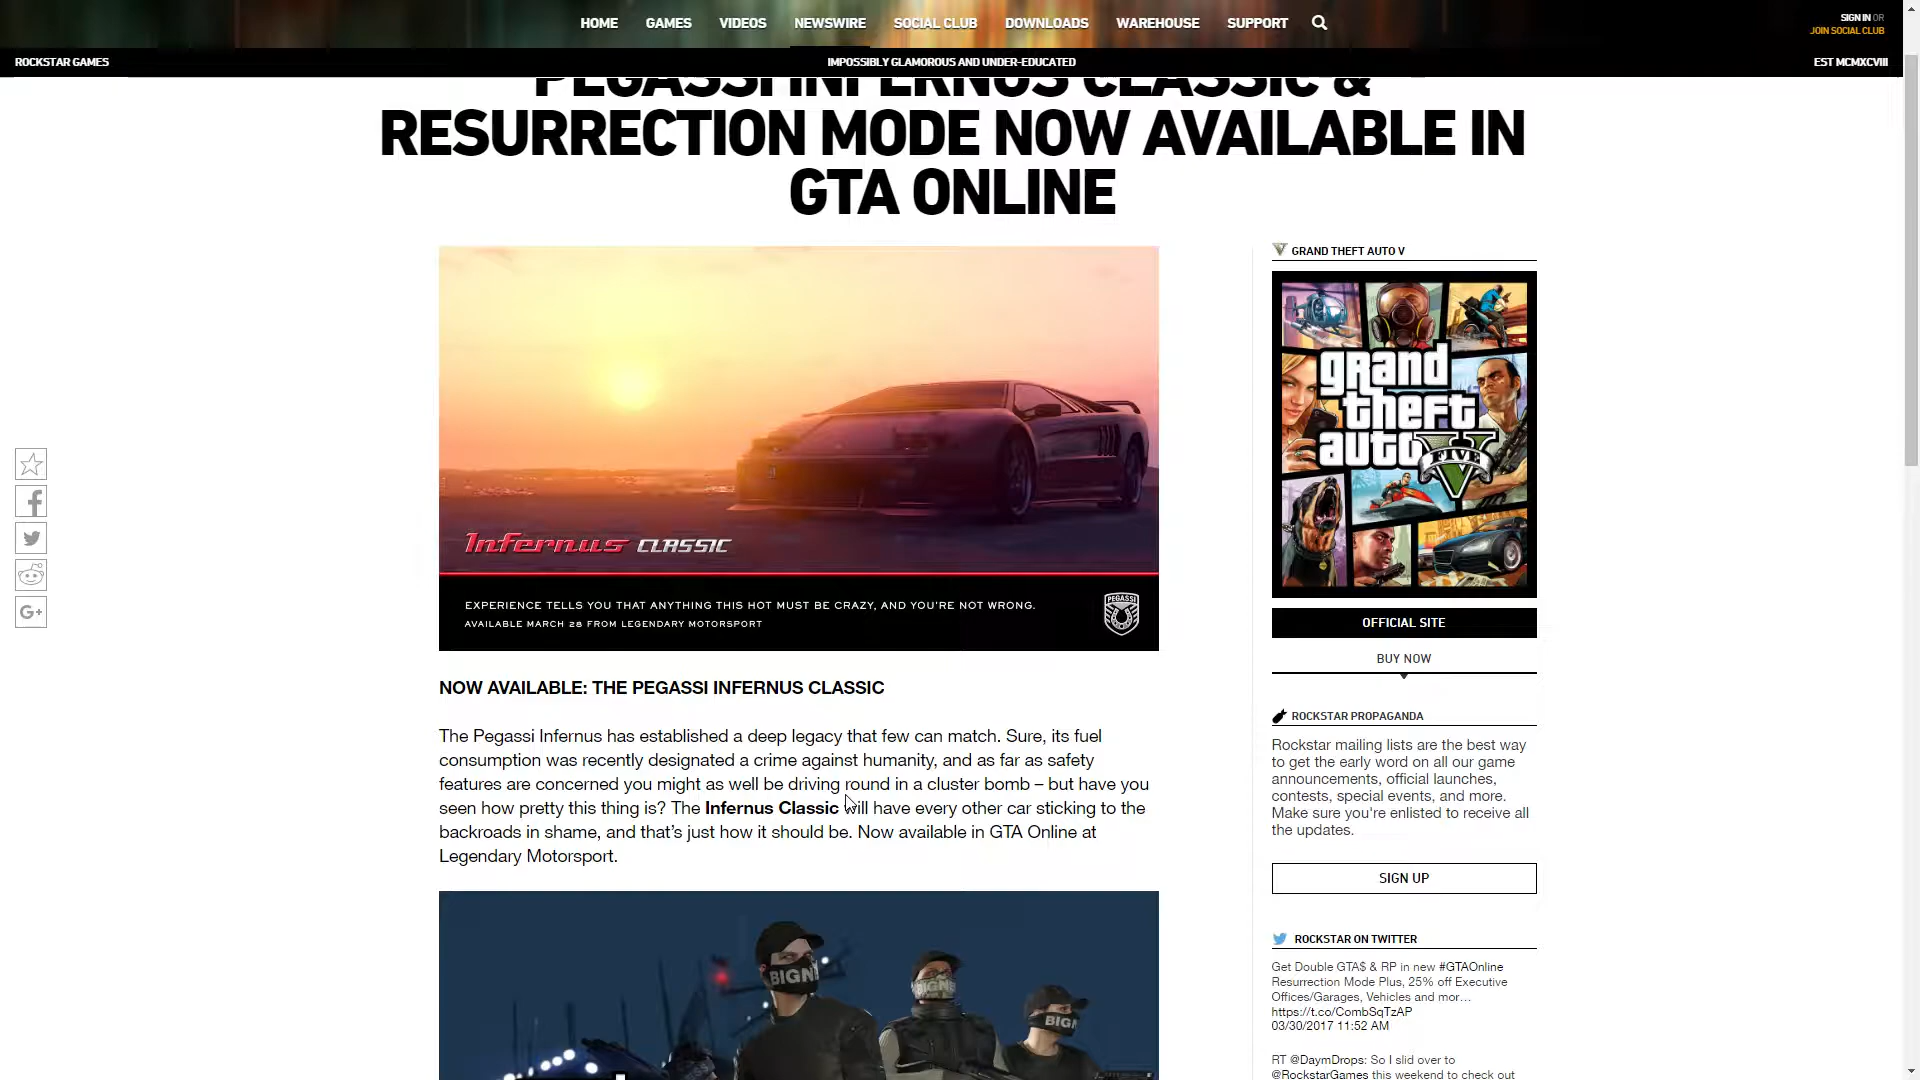 HOME GAMES VIDEOS NEWSWIRE SOCIAL CLUB DOWNLOADS WAREHOUSE SUPPORT
SIGN IN OR
JOIN SOCIAL CLUB
ROCKSTAR GAMES
IMPOSSIBLY GLAMOROUS AND UNDER-EDUCATED
EST MCMXCVIII
PEGASSI INFERNUS CLASSIC &
RESURRECTION MODE NOW AVAILABLE IN
GTA ONLINE
Infernus CLASSIC
EXPERIENCE TELLS YOU THAT ANYTHING THIS HOT MUST BE CRAZY, AND YOU'RE NOT WRONG.
AVAILABLE MARCH 28 FROM LEGENDARY MOTORSPORT
PEGASSI
NOW AVAILABLE: THE PEGASSI INFERNUS CLASSIC
The Pegassi Infernus has established a deep legacy that few can match. Sure, its fuel
consumption was recently designated a crime against humanity, and as far as safety
features are concerned you might as well be driving round in a cluster bomb – but have you
seen how pretty this thing is? The Infernus Classic will have every other car sticking to the
backroads in shame, and that's just how it should be. Now available in GTA Online at
Legendary Motorsport.
BIGN
BIGNE
BIGN
G+
GRAND THEFT AUTO V
grand
theft
auto V
FIVE
OFFICIAL SITE
BUY NOW
ROCKSTAR PROPAGANDA
Rockstar mailing lists are the best way
to get the early word on all our game
announcements, official launches,
contests, special events, and more.
Make sure you're enlisted to receive all
the updates.
SIGN UP
ROCKSTAR ON TWITTER
Get Double GTA$ & RP in new #GTAOnline
Resurrection Mode Plus, 25% off Executive
Offices/Garages, Vehicles and mor…
https://t.co/CombSqTzAP
03/30/2017 11:52 AM
RT @DaymDrops: So I slid over to
@RockstarGames this weekend to check out